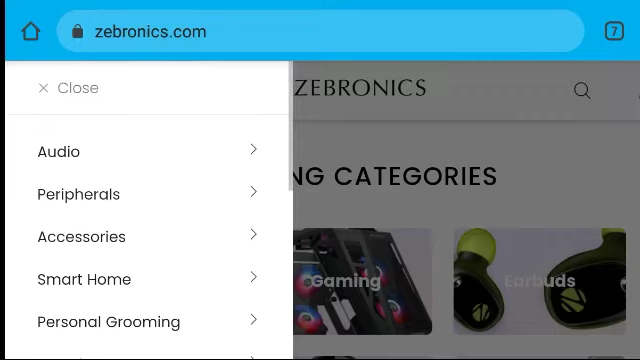 zebronics.com
7
Close
ZEBRONICS
Audio
NG CATEGORIES
Peripherals
Accessories
Smart Home
Gaming
Earbuds
Personal Grooming